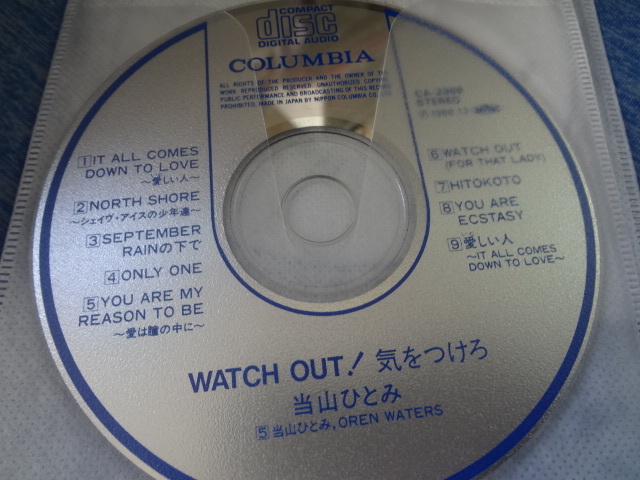 COMPACT
disc
DIGITAL AUDIO
COLUMBIA
ALL RIGHTS OF THE PRODUCER AND THE OWNER OF THE
WORK REPRODUCED RESERVED. UNAUTHORIZED COPYING
PUBLIC PERFORMANCE AND BROADCASTING OF THIS RECORD
PROHIBITED. MADE IN JAPAN BY NIPPON COLUMBIA CO.
STEREO
1 IT ALL COMES
DOWN TO LOVE
〜愛しい人〜
2 NORTH SHORE
〜シェイヴ・アイスの少年達〜
3 SEPTEMBER
RAINの下で
4 ONLY ONE
5 YOU ARE MY
REASON TO BE
〜愛は瞳の中に〜
6 WATCH OUT
(FOR THAT LADY)
7 HITOKOTO
8 YOU ARE
ECSTASY
9 愛しい人
〜IT ALL COMES
DOWN TO LOVE〜
WATCH OUT! 気をつけろ
当山ひとみ
5 当山ひとみ, OREN WATERS